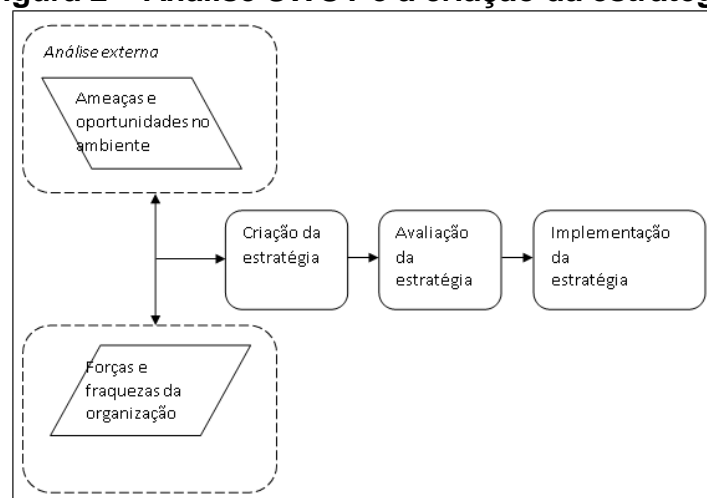 Figura 2 – Análise SWOT e a criação da estratég
Análise externa
Ameaças e
oportunidades no
ambiente
Criação da
estratégia
Avaliação
da
estratégia
Implementação
da
estratégia
Forças e
fraquezas da
organização